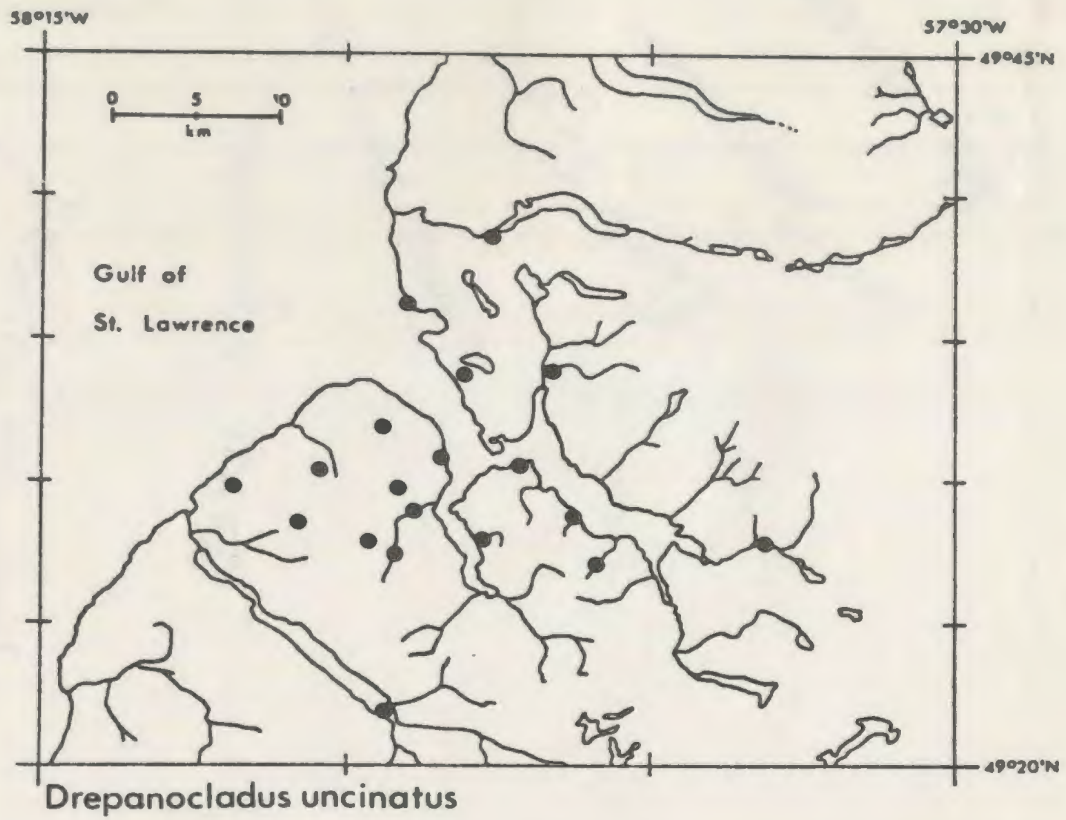 58°15'W
57°30'W
49°45'N
0 5 10
km
Gulf of
St. Lawrence
49°20'N
Drepanocladus uncinatus